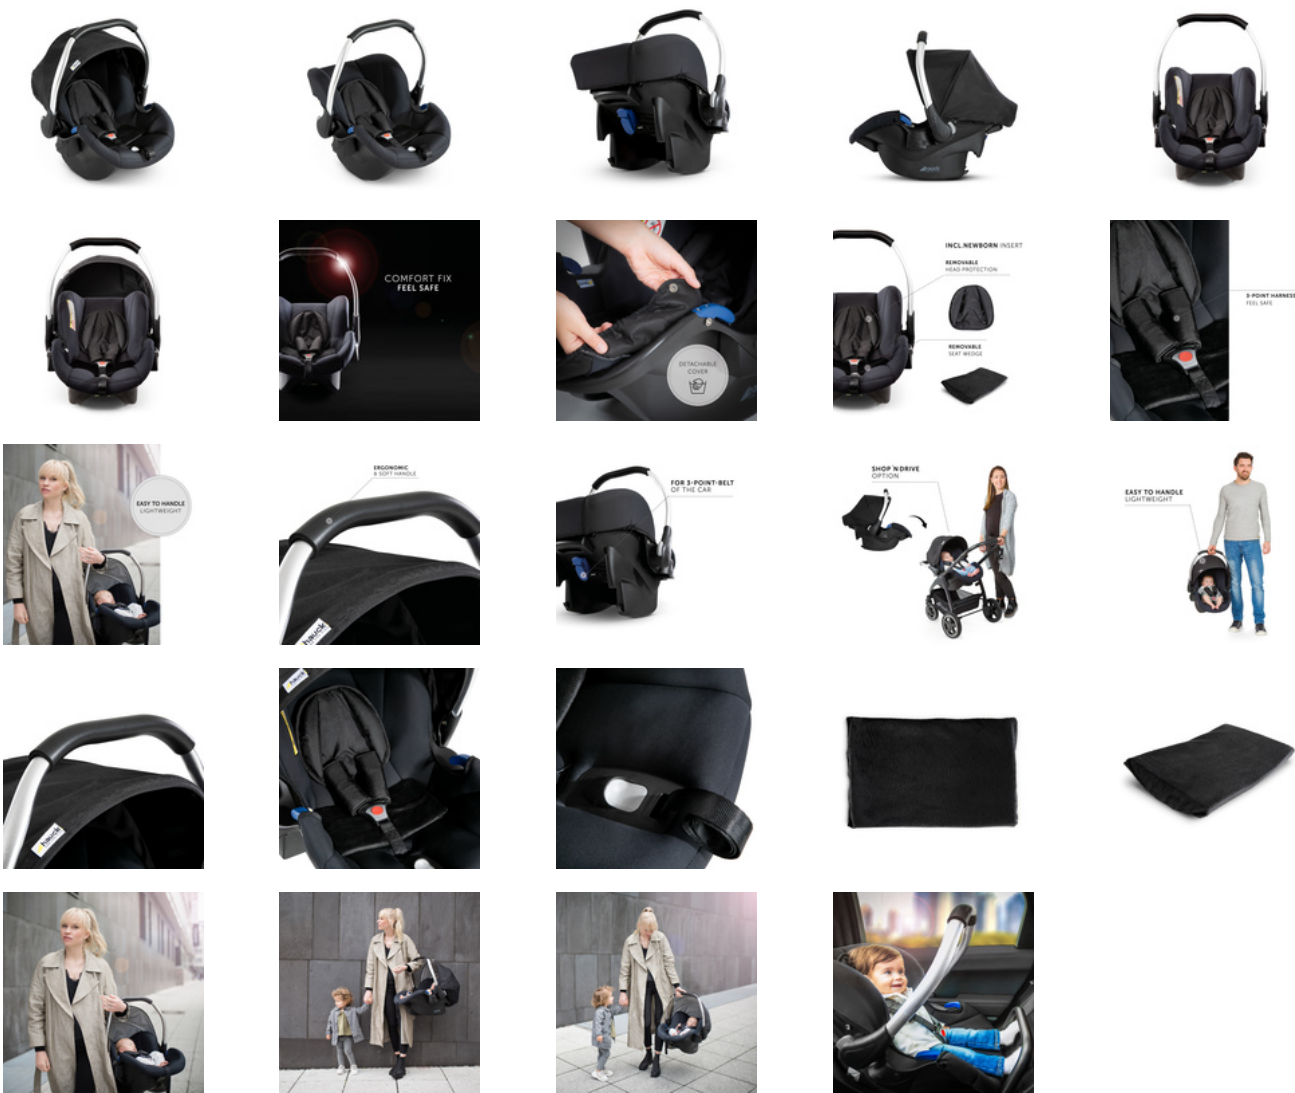 COMFORT FIX
FEEL SAFE
DETACHABLE
COVER
INCL.NEWBORN INSERT
REMOVABLE
HEAD PROTECTION
REMOVABLE
SEAT WEDGE
3-POINT HARNESS
FEEL SAFE
EASY TO HANDLE
LIGHTWEIGHT
ERGONOMIC
& SOFT HANDLE
hauck
FOR 3-POINT-BELT
OF THE CAR
SHOP 'N DRIVE
OPTION
EASY TO HANDLE
LIGHTWEIGHT
hauck
hauck